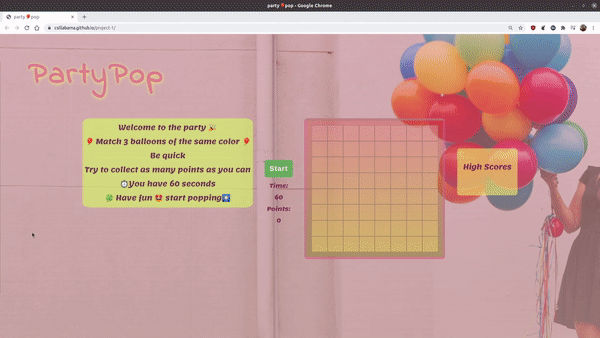 party🎈pop - Google Chrome
party🎈pop
csillabarna.github.io/project-1/
PartyPop
Welcome to the party 🎉
🎈 Match 3 balloons of the same color 🎈
Be quick
Try to collect as many points as you can
⏱You have 60 seconds
🍀 Have fun 🤩 start popping
Start
Time:
60
Points:
0
High Scores